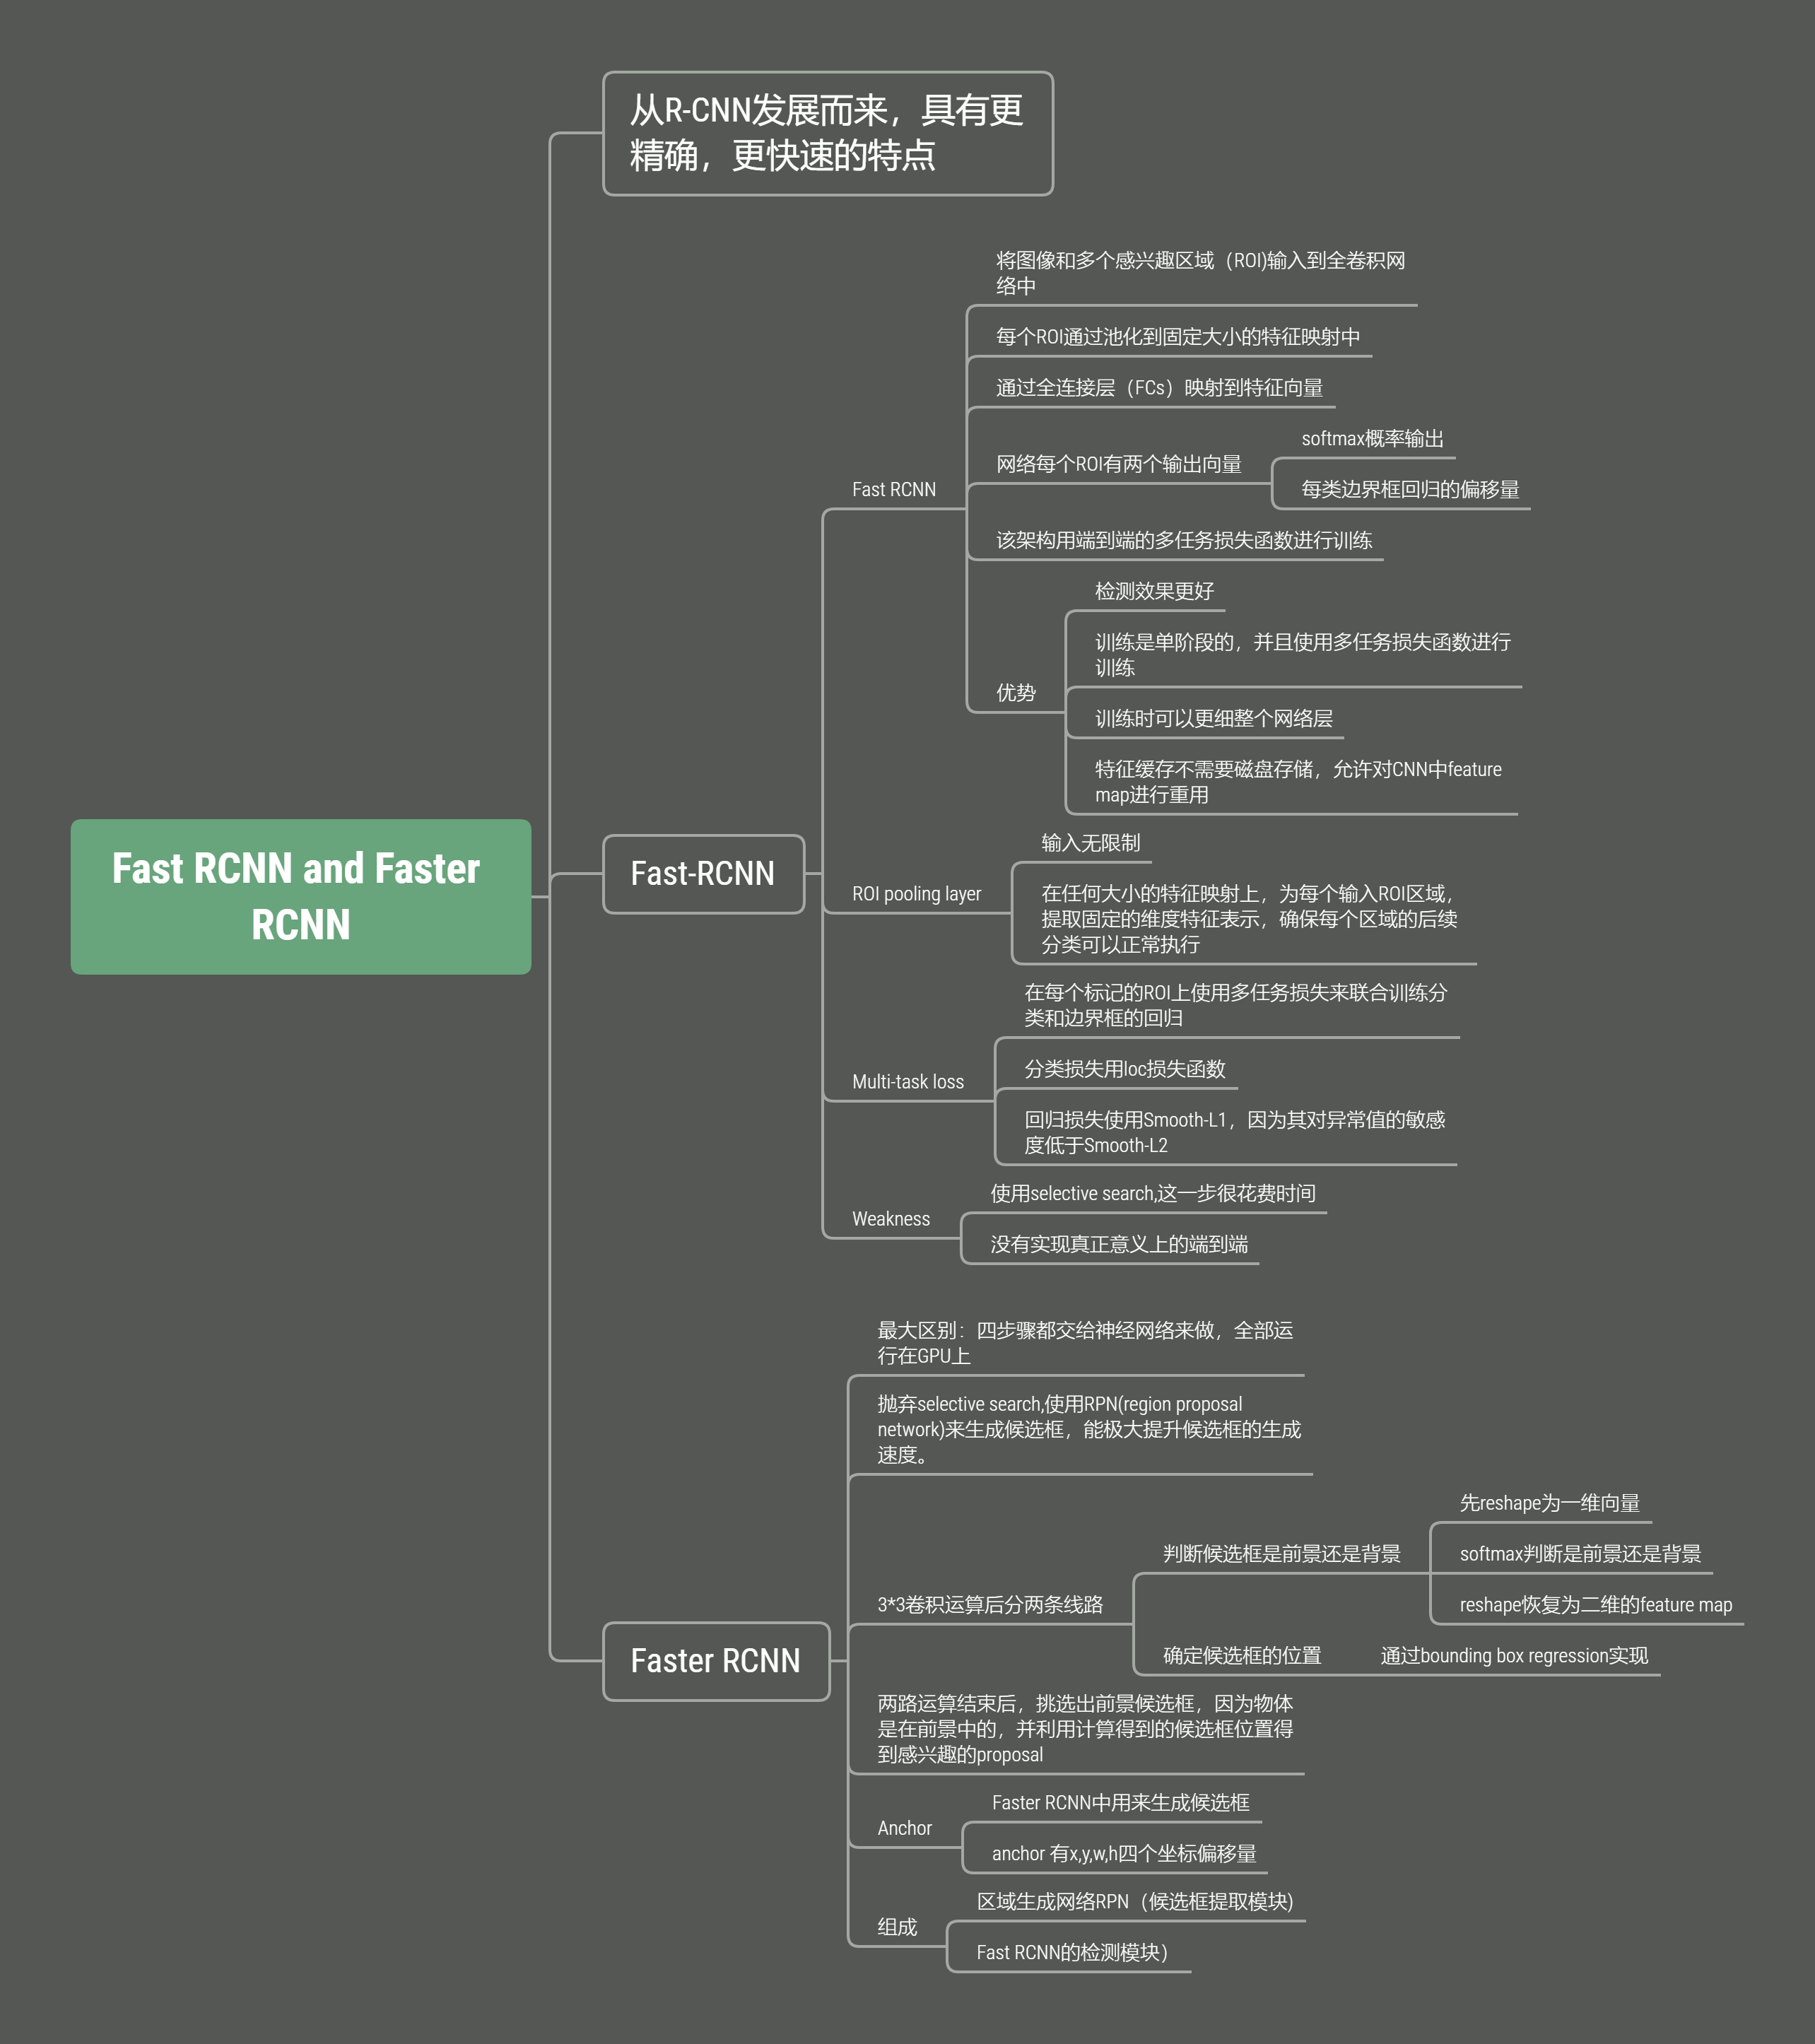 从R-CNN发展而来，具有更
精确，更快速的特点
Fast RCNN and Faster
RCNN
Fast-RCNN
Fast RCNN
将图像和多个感兴趣区域（ROI)输入到全卷积网
络中
每个ROI通过池化到固定大小的特征映射中
通过全连接层（FCs）映射到特征向量
网络每个ROI有两个输出向量
softmax概率输出
每类边界框回归的偏移量
该架构用端到端的多任务损失函数进行训练
优势
检测效果更好
训练是单阶段的，并且使用多任务损失函数进行
训练
训练时可以更细整个网络层
特征缓存不需要磁盘存储，允许对CNN中feature
map进行重用
ROI pooling layer
输入无限制
在任何大小的特征映射上，为每个输入ROI区域，
提取固定的维度特征表示，确保每个区域的后续
分类可以正常执行
Multi-task loss
在每个标记的ROI上使用多任务损失来联合训练分
类和边界框的回归
分类损失用loc损失函数
回归损失使用Smooth-L1，因为其对异常值的敏感
度低于Smooth-L2
Weakness
使用selective search,这一步很花费时间
没有实现真正意义上的端到端
Faster RCNN
最大区别：四步骤都交给神经网络来做，全部运
行在GPU上
抛弃selective search,使用RPN(region proposal
network)来生成候选框，能极大提升候选框的生成
速度。
3*3卷积运算后分两条线路
判断候选框是前景还是背景
先reshape为一维向量
softmax判断是前景还是背景
reshape恢复为二维的feature map
确定候选框的位置
通过bounding box regression实现
两路运算结束后，挑选出前景候选框，因为物体
是在前景中的，并利用计算得到的候选框位置得
到感兴趣的proposal
Anchor
Faster RCNN中用来生成候选框
anchor 有x,y,w,h四个坐标偏移量
组成
区域生成网络RPN（候选框提取模块)
Fast RCNN的检测模块）